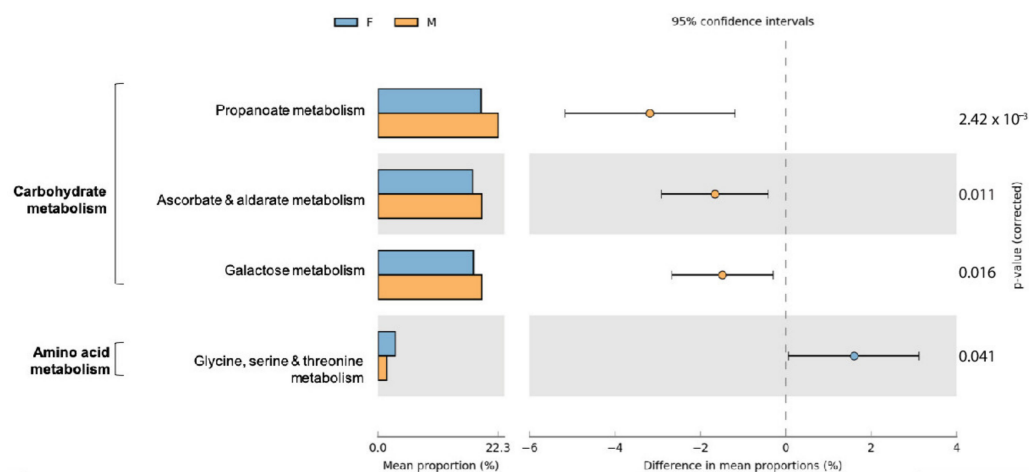 F M
95% confidence intervals
Carbohydrate
metabolism
Propanoate metabolism
2.42 x 10⁻³
Ascorbate & aldarate metabolism
0.011
Galactose metabolism
0.016
Amino acid
metabolism
Glycine, serine & threonine
metabolism
0.041
p-value (corrected)
0.0 22.3
Mean proportion (%)
−6 −4 −2 0 2 4
Difference in mean proportions (%)